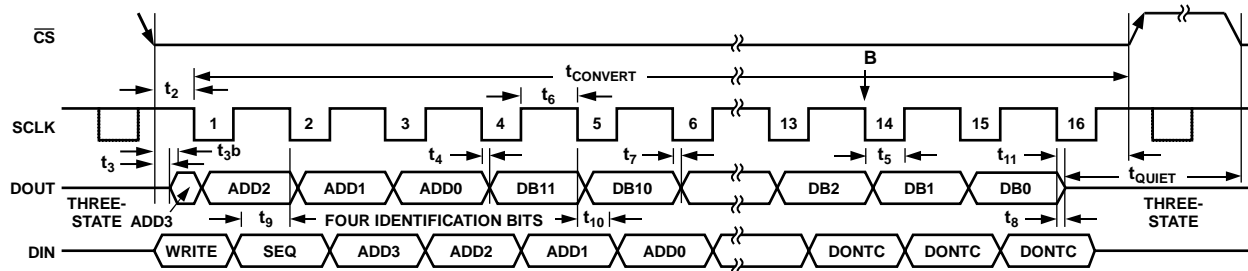 CS
B
tCONVERT
t2
t6
SCLK
1 2 3 4 5 6 13 14 15 16
t3b
t3
t4
t7
t5
t11
tQUIET
DOUT
ADD2 ADD1 ADD0 DB11 DB10 DB2 DB1 DB0
THREE-
STATE ADD3
THREE-
STATE
t9
FOUR IDENTIFICATION BITS
t10
t8
DIN
WRITE SEQ ADD3 ADD2 ADD1 ADD0 DONTC DONTC DONTC